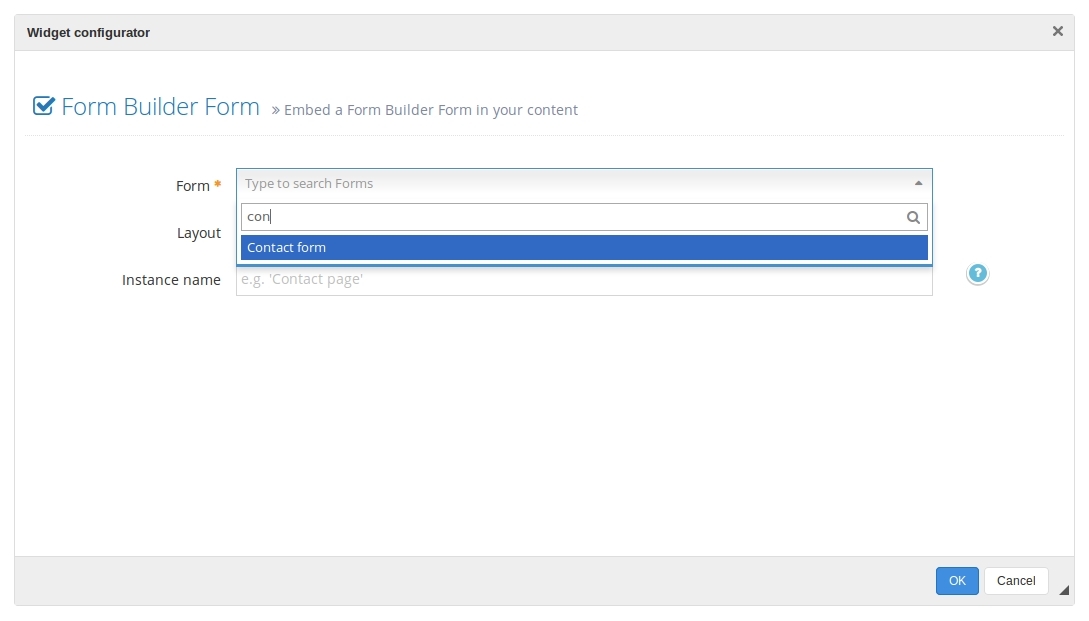 Widget configurator ×
Form Builder Form » Embed a Form Builder Form in your content
Form * Type to search Forms
con
Layout
Contact form
Instance name e.g. 'Contact page' ?
OK Cancel